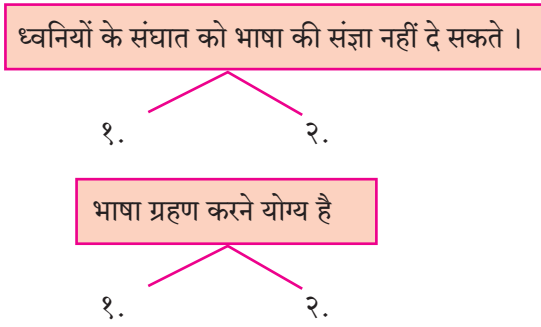 ध्वनियों के संघात को भाषा की संज्ञा नहीं दे सकते ।
१. २.
भाषा ग्रहण करने योग्य है
१. २.